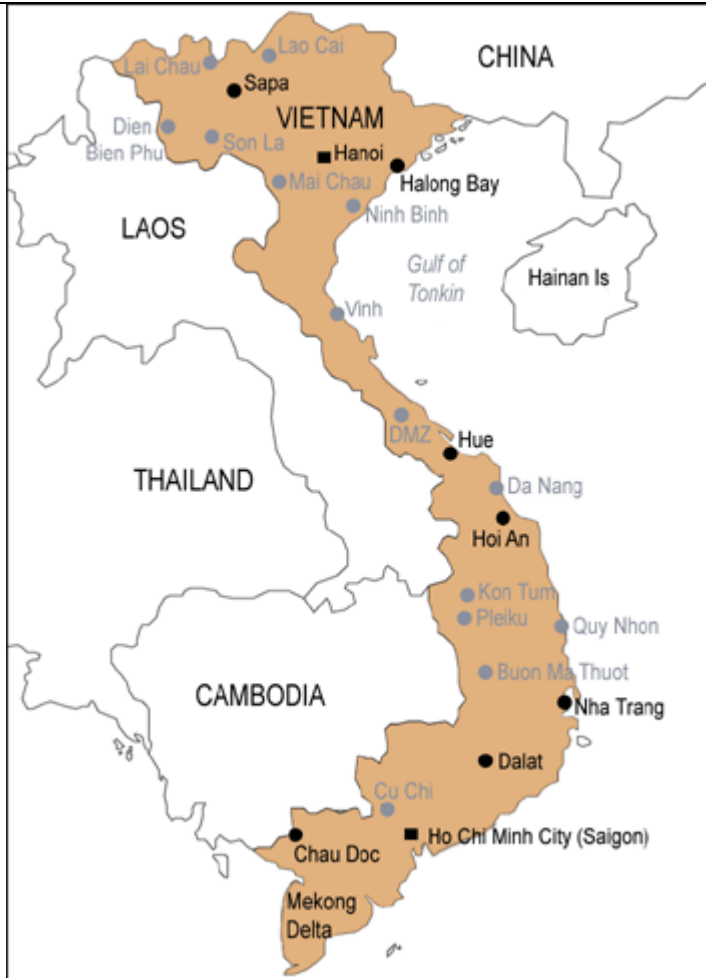 CHINA
Lao Cai
Lai Chau
Sapa
VIETNAM
Dien
Bien Phu
Son La
Hanoi
Halong Bay
Mai Chau
Ninh Binh
LAOS
Gulf of
Tonkin
Hainan Is
Vinh
DMZ
Hue
THAILAND
Da Nang
Hoi An
Kon Tum
Pleiku
Quy Nhon
Buon Ma Thuot
CAMBODIA
Nha Trang
Dalat
Cu Chi
Ho Chi Minh City (Saigon)
Chau Doc
Mekong
Delta